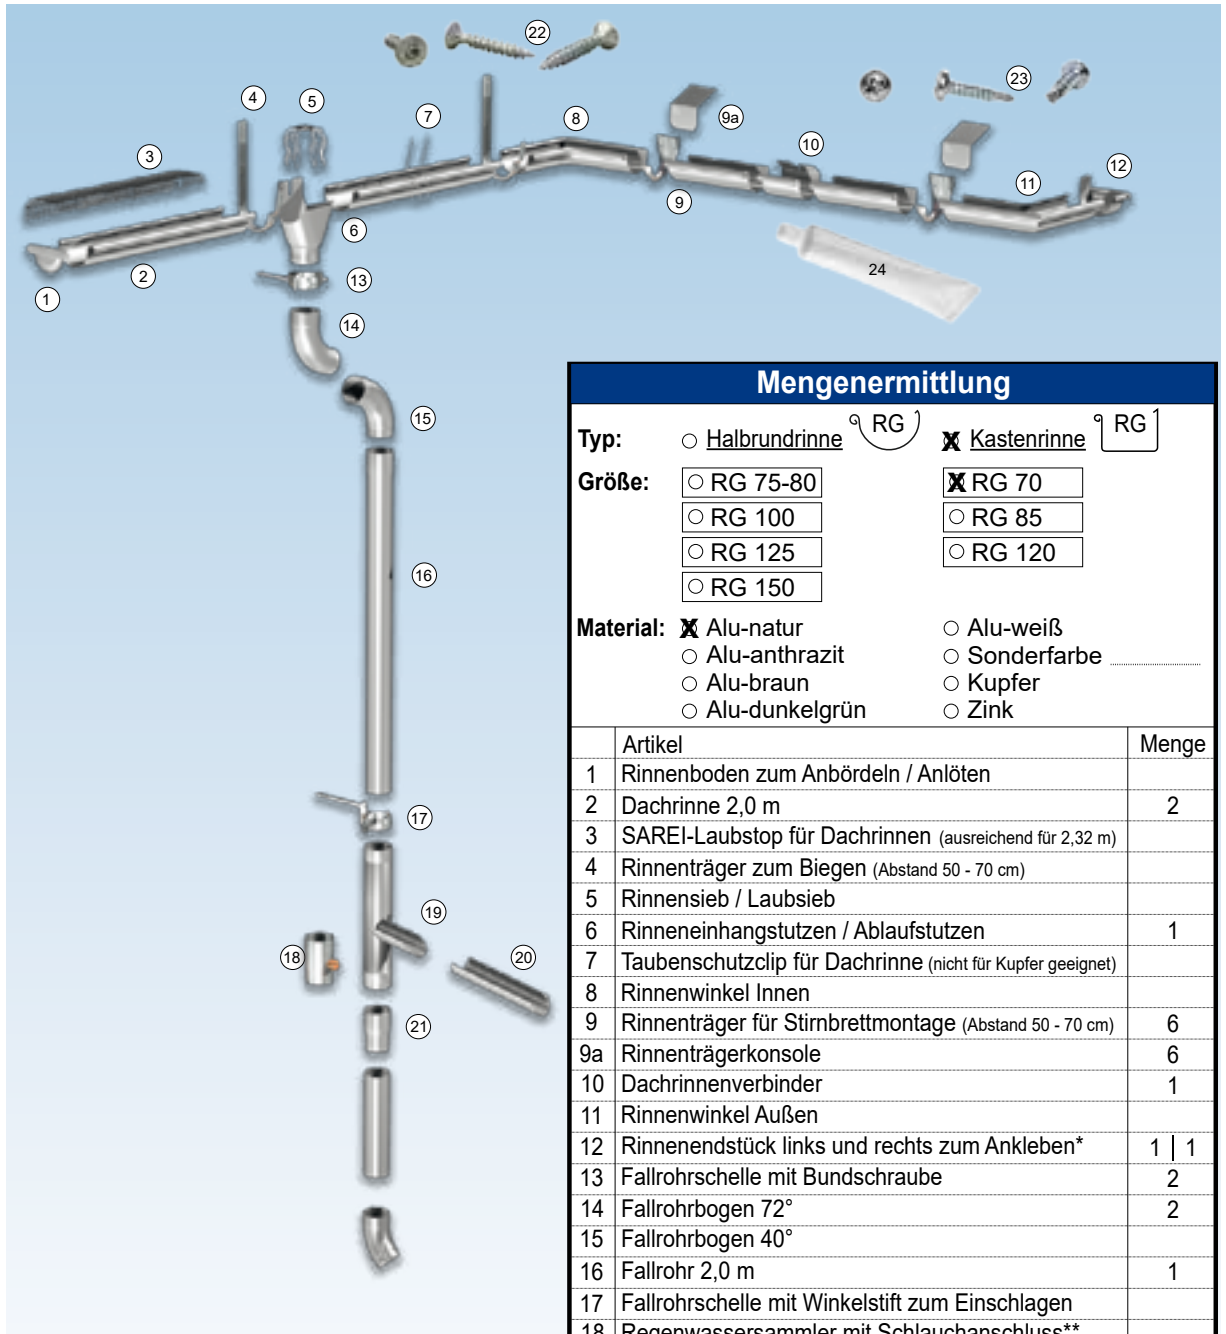 22
4
5
7
8
9a
23
3
10
12
11
9
6
2
13
24
1
14
15
16
17
19
18
20
21
Mengenermittlung
Typ: Halbrundrinne RG X Kastenrinne RG
Größe: RG 75-80 X RG 70
RG 100 RG 85
RG 125 RG 120
RG 150
Material: X Alu-natur Alu-weiß
Alu-anthrazit Sonderfarbe
Alu-braun Kupfer
Alu-dunkelgrün Zink
Artikel Menge
1 Rinnenboden zum Anbördeln / Anlöten
2 Dachrinne 2,0 m 2
3 SAREI-Laubstop für Dachrinnen (ausreichend für 2,32 m)
4 Rinnenträger zum Biegen (Abstand 50 - 70 cm)
5 Rinnensieb / Laubsieb
6 Rinneneinhangstutzen / Ablaufstutzen 1
7 Taubenschutzclip für Dachrinne (nicht für Kupfer geeignet)
8 Rinnenwinkel Innen
9 Rinnenträger für Stirnbrettmontage (Abstand 50 - 70 cm) 6
9a Rinnenträgerkonsole 6
10 Dachrinnenverbinder 1
11 Rinnenwinkel Außen
12 Rinnenendstück links und rechts zum Ankleben* 1 | 1
13 Fallrohrschelle mit Bundschraube 2
14 Fallrohrbogen 72° 2
15 Fallrohrbogen 40°
16 Fallrohr 2,0 m 1
17 Fallrohrschelle mit Winkelstift zum Einschlagen
18 Regenwassersammler mit Schlauchanschluss**